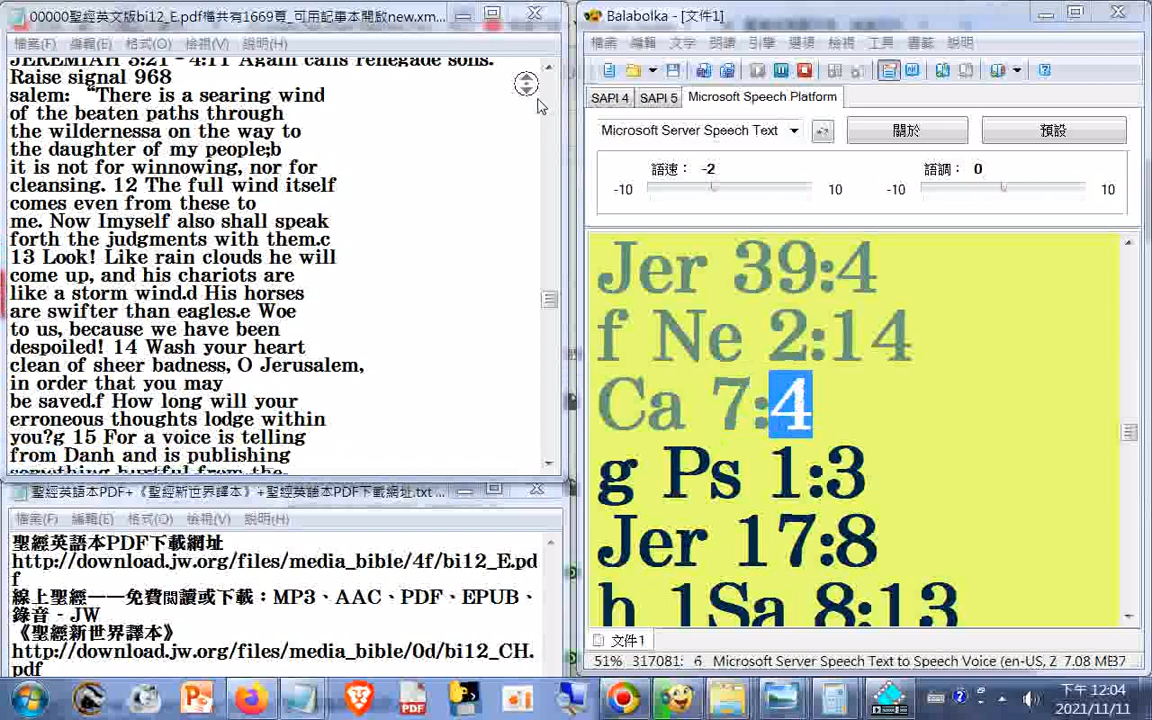 00000聖經英文版bi12_E.pdf檔共有1669頁_可用記事本開啟new.xm...
檔案(F) 編輯(E) 格式(O) 檢視(V) 說明(H)
JEREMIAH 3:21 - 4:11 Again calls renegade sons.
Raise signal 968
salem: “There is a searing wind
of the beaten paths through
the wildernessa on the way to
the daughter of my people;b
it is not for winnowing, nor for
cleansing. 12 The full wind itself
comes even from these to
me. Now Imyself also shall speak
forth the judgments with them.c
13 Look! Like rain clouds he will
come up, and his chariots are
like a storm wind.d His horses
are swifter than eagles.e Woe
to us, because we have been
despoiled! 14 Wash your heart
clean of sheer badness, O Jerusalem,
in order that you may
be saved.f How long will your
erroneous thoughts lodge within
you?g 15 For a voice is telling
from Danh and is publishing
something hurtful from the-
聖經英語本PDF+《聖經新世界譯本》+聖經英語本PDF下載網址.txt ...
檔案(F) 編輯(E) 格式(O) 檢視(V) 說明(H)
聖經英語本PDF下載網址
http://download.jw.org/files/media_bible/4f/bi12_E.pd
f
線上聖經──免費閱讀或下載：MP3、AAC、PDF、EPUB、
錄音 - JW
《聖經新世界譯本》
http://download.jw.org/files/media_bible/0d/bi12_CH.
pdf
Balabolka - [文件1]
檔案 編輯 文字 朗讀 引擎 選項 檢視 工具 書籤 說明
SAPI 4 SAPI 5 Microsoft Speech Platform
Microsoft Server Speech Text 關於 預設
語速： -2 語調： 0
-10 10 -10 10
Jer 39:4
f Ne 2:14
Ca 7:4
g Ps 1:3
Jer 17:8
h 1Sa 8:13
文件1
51% 317081: 6 Microsoft Server Speech Text to Speech Voice (en-US, Z 7.08 MB37
下午 12:04
2021/11/11